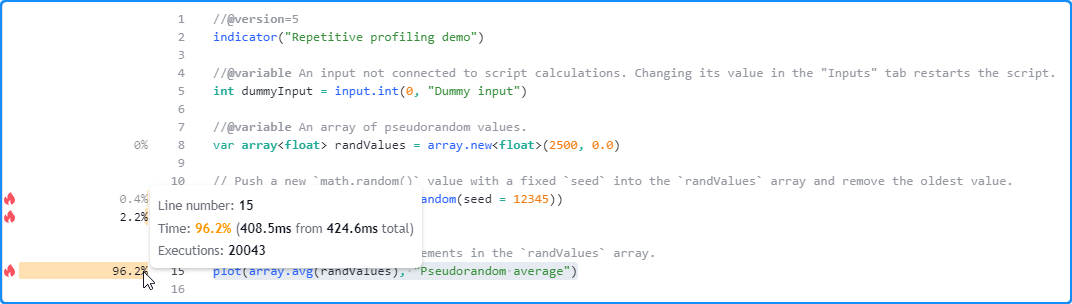 1 //@version=5
2 indicator("Repetitive profiling demo")
3
4 //@variable An input not connected to script calculations. Changing its value in the "Inputs" tab restarts the script.
5 int dummyInput = input.int(0, "Dummy input")
6
7 //@variable An array of pseudorandom values.
0% 8 var array<float> randValues = array.new<float>(2500, 0.0)
9
10 // Push a new `math.random()` value with a fixed `seed` into the `randValues` array and remove the oldest value.
0.4% andom(seed = 12345))
2.2%
Line number: 15
Time: 96.2% (408.5ms from 424.6ms total)
Executions: 20043
ements in the `randValues` array.
96.2% 15 plot(array.avg(randValues), "Pseudorandom average")
16